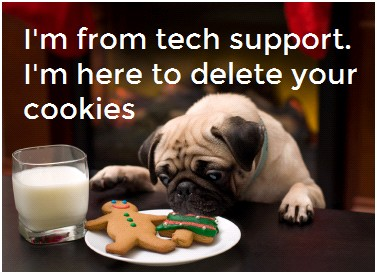 I'm from tech support.
I'm here to delete your
cookies